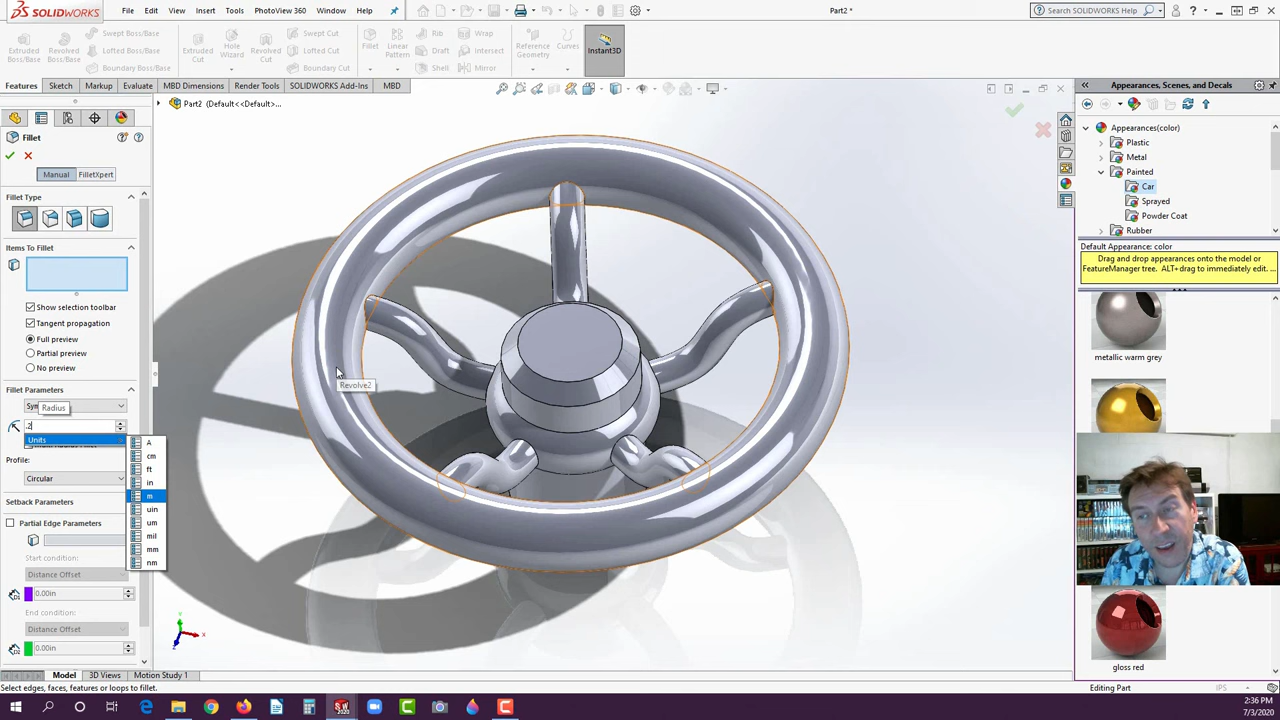 SOLIDWORKS
File Edit View Insert Tools PhotoView 360 Window Help
Part2 *
Search SOLIDWORKS Help
Extruded Boss/Base
Revolved Boss/Base
Swept Boss/Base
Lofted Boss/Base
Boundary Boss/Base
Extruded Cut
Hole Wizard
Revolved Cut
Swept Cut
Lofted Cut
Boundary Cut
Fillet
Linear Pattern
Rib
Draft
Shell
Wrap
Intersect
Mirror
Reference Geometry
Curves
Instant3D
Features Sketch Markup Evaluate MBD Dimensions Render Tools SOLIDWORKS Add-Ins MBD
Part2 (Default<<Default>...
Fillet
Manual FilletXpert
Fillet Type
Items To Fillet
Show selection toolbar
Tangent propagation
Full preview
Partial preview
No preview
Fillet Parameters
Sym
Radius
.2
Units
A
cm
ft
in
m
uin
um
mil
mm
nm
Profile:
Circular
Setback Parameters
Partial Edge Parameters
Start condition:
Distance Offset
0.00in
End condition:
Distance Offset
0.00in
Revolve2
Model 3D Views Motion Study 1
Select edges, faces, features or loops to fillet.
Editing Part
IPS
Appearances, Scenes, and Decals
Appearances(color)
Plastic
Metal
Painted
Car
Sprayed
Powder Coat
Rubber
Default Appearance: color
Drag and drop appearances onto the model or
FeatureManager tree. ALT+drag to immediately edit. ...
metallic warm grey
gloss red
SW
2020
2:36 PM
7/3/2020